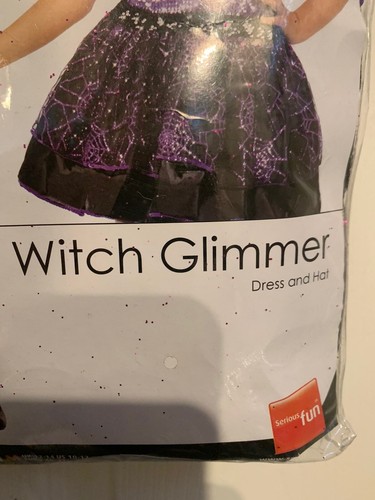 Witch Glimmer
Dress and Hat
Serious
fun